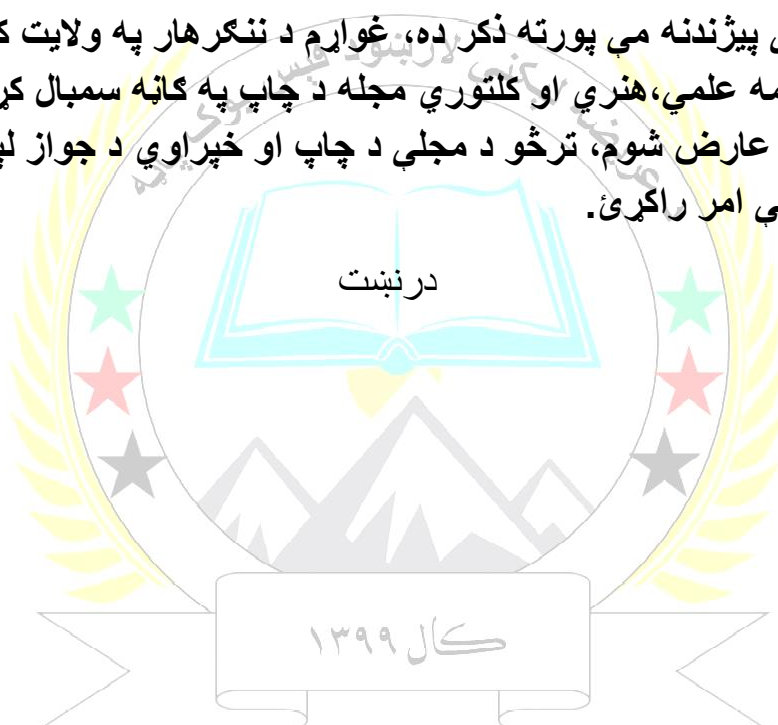 پیژندنه مې پورته ذکر ده، غواړم د ننګرهار په ولایت ک
مه علمي،هنري او کلتوري مجله د چاپ په ګاڼه سمبال کړ
عارض شوم، ترڅو د مجلې د چاپ او خپراوي د جواز لپ
ې امر راکړئ.
درنښت
کال ۱۳۹۹